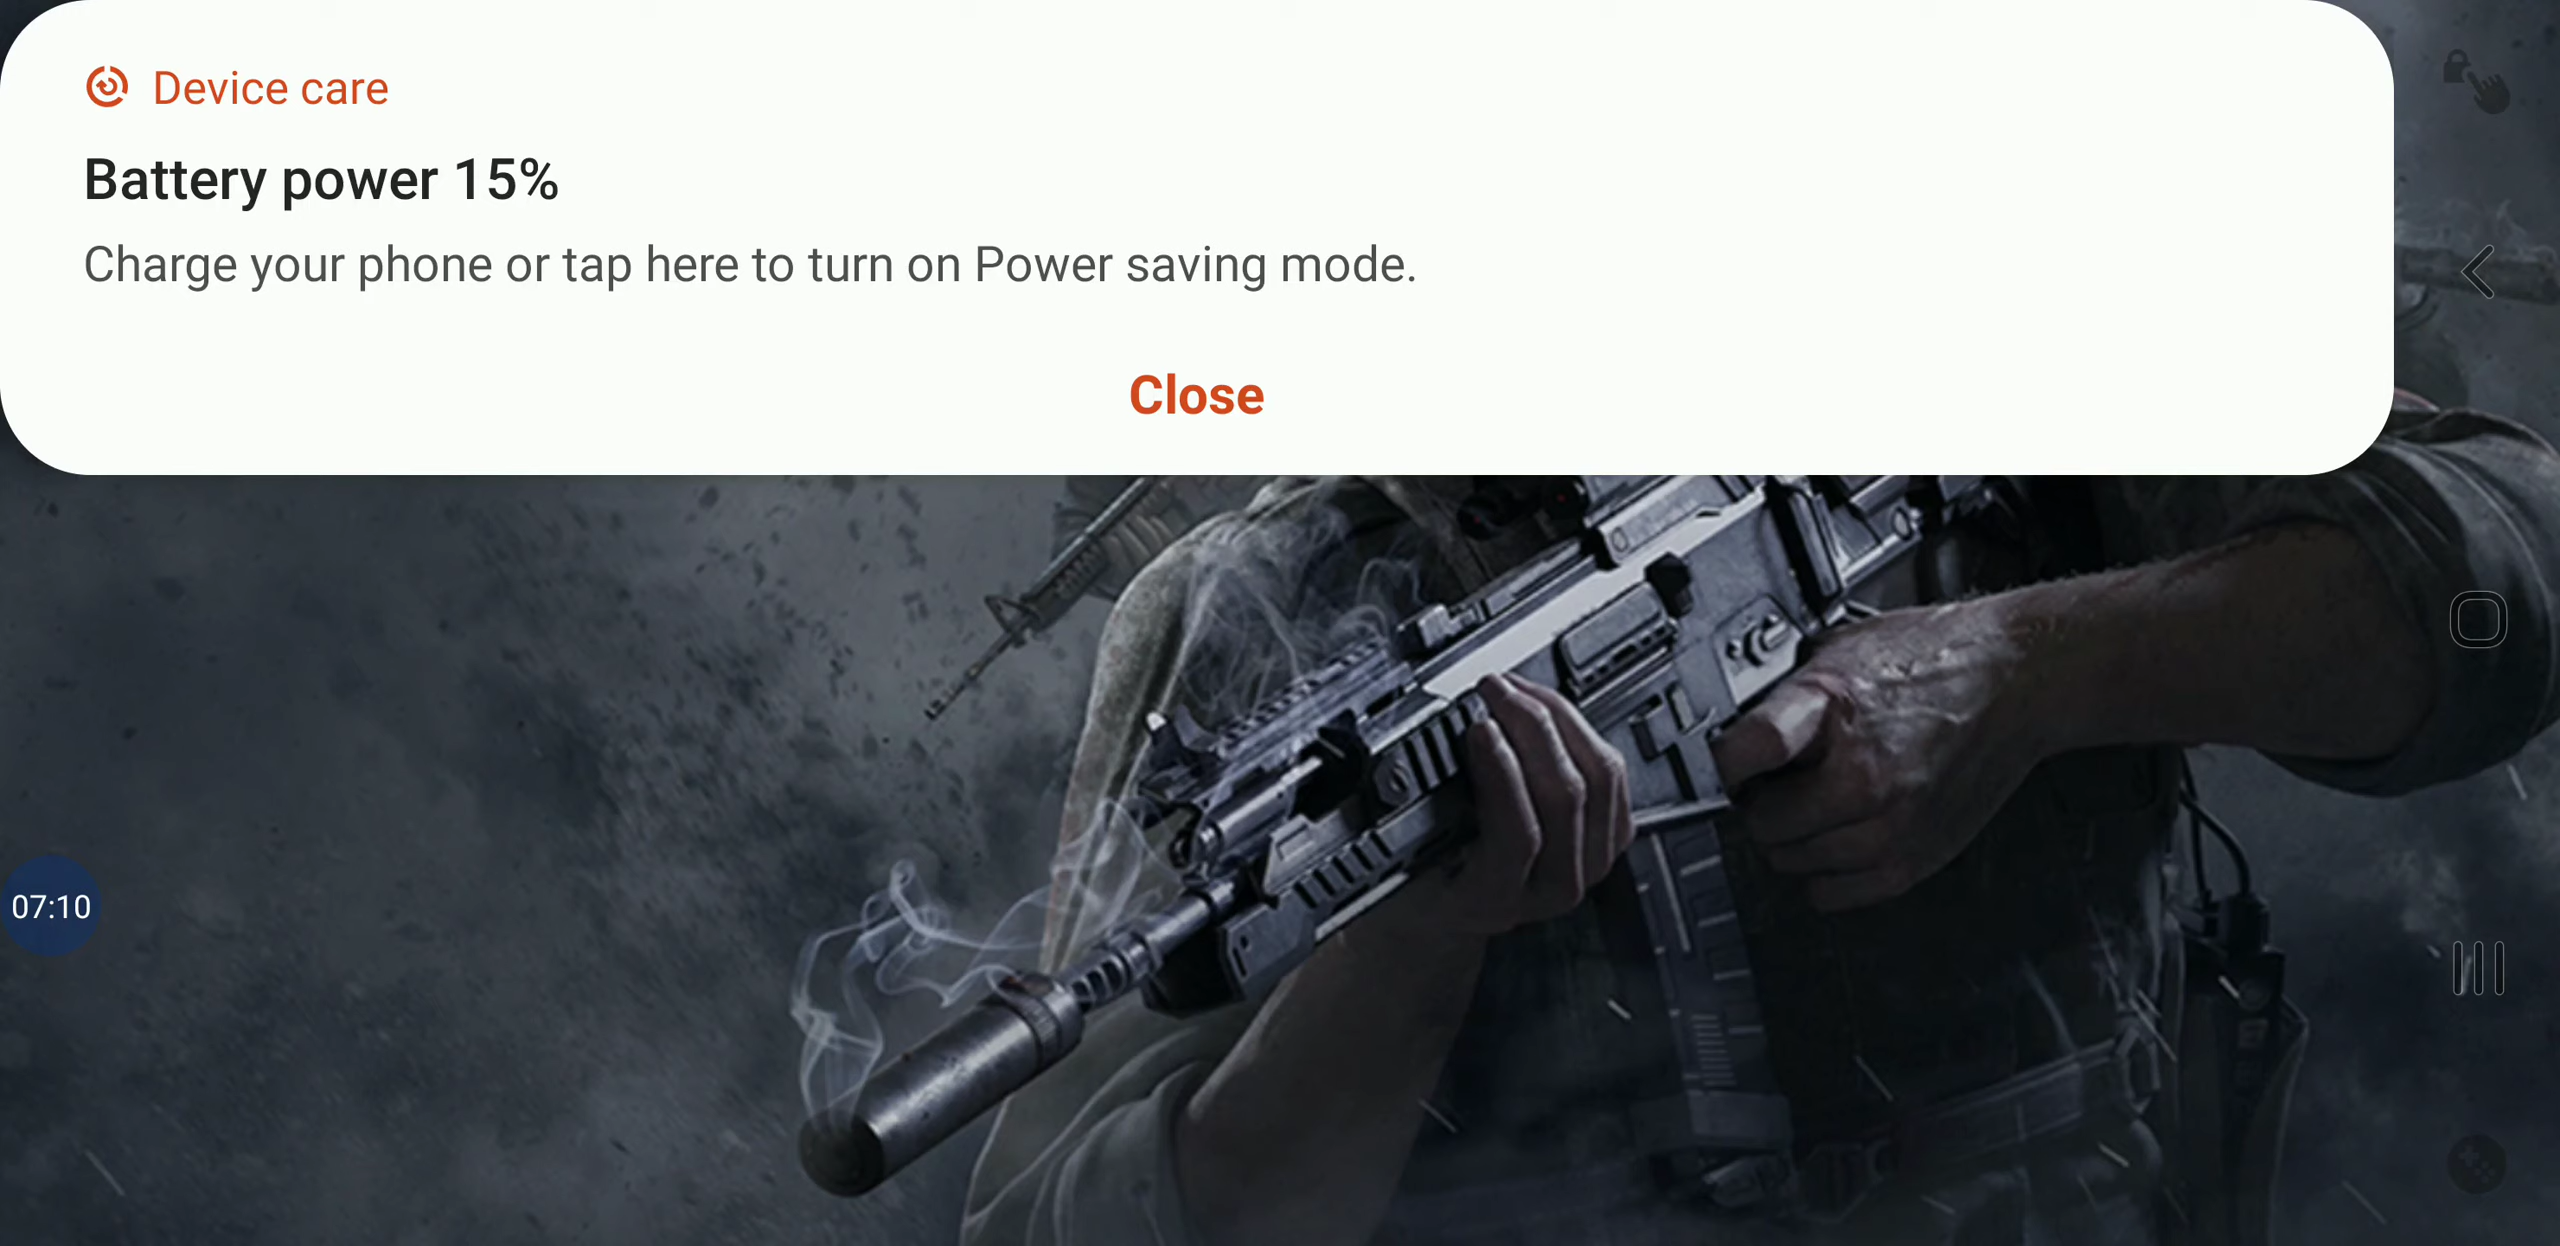 Device care
Battery power 15%
Charge your phone or tap here to turn on Power saving mode.
Close
07:10